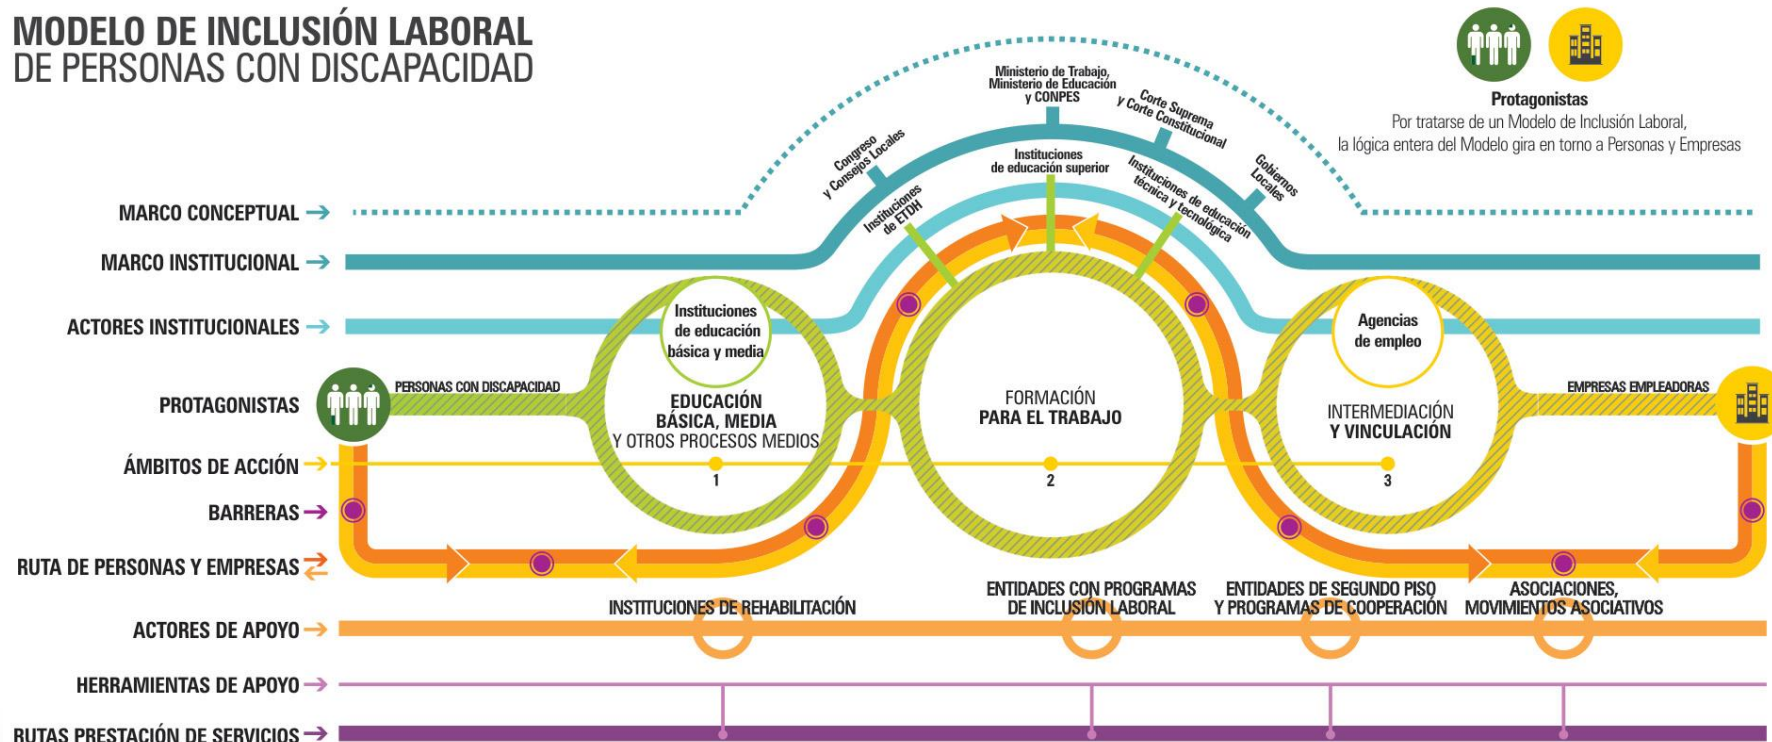 MODELO DE INCLUSIÓN LABORAL
DE PERSONAS CON DISCAPACIDAD
Protagonistas
Por tratarse de un Modelo de Inclusión Laboral,
la lógica entera del Modelo gira en torno a Personas y Empresas
Ministerio de Trabajo,
Ministerio de Educación
y CONPES
Congreso
y Consejos Locales
Corte Suprema
y Corte Constitucional
Gobiernos
Locales
Instituciones
de ETDH
Instituciones
de educación superior
Instituciones de educación
técnica y tecnológica
MARCO CONCEPTUAL
MARCO INSTITUCIONAL
ACTORES INSTITUCIONALES
PROTAGONISTAS
ÁMBITOS DE ACCIÓN
BARRERAS
RUTA DE PERSONAS Y EMPRESAS
ACTORES DE APOYO
HERRAMIENTAS DE APOYO
RUTAS PRESTACIÓN DE SERVICIOS
PERSONAS CON DISCAPACIDAD
Instituciones
de educación
básica y media
EDUCACIÓN
BÁSICA, MEDIA
Y OTROS PROCESOS MEDIOS
1
FORMACIÓN
PARA EL TRABAJO
2
Agencias
de empleo
INTERMEDIACIÓN
Y VINCULACIÓN
3
EMPRESAS EMPLEADORAS
INSTITUCIONES DE REHABILITACIÓN
ENTIDADES CON PROGRAMAS
DE INCLUSIÓN LABORAL
ENTIDADES DE SEGUNDO PISO
Y PROGRAMAS DE COOPERACIÓN
ASOCIACIONES,
MOVIMIENTOS ASOCIATIVOS